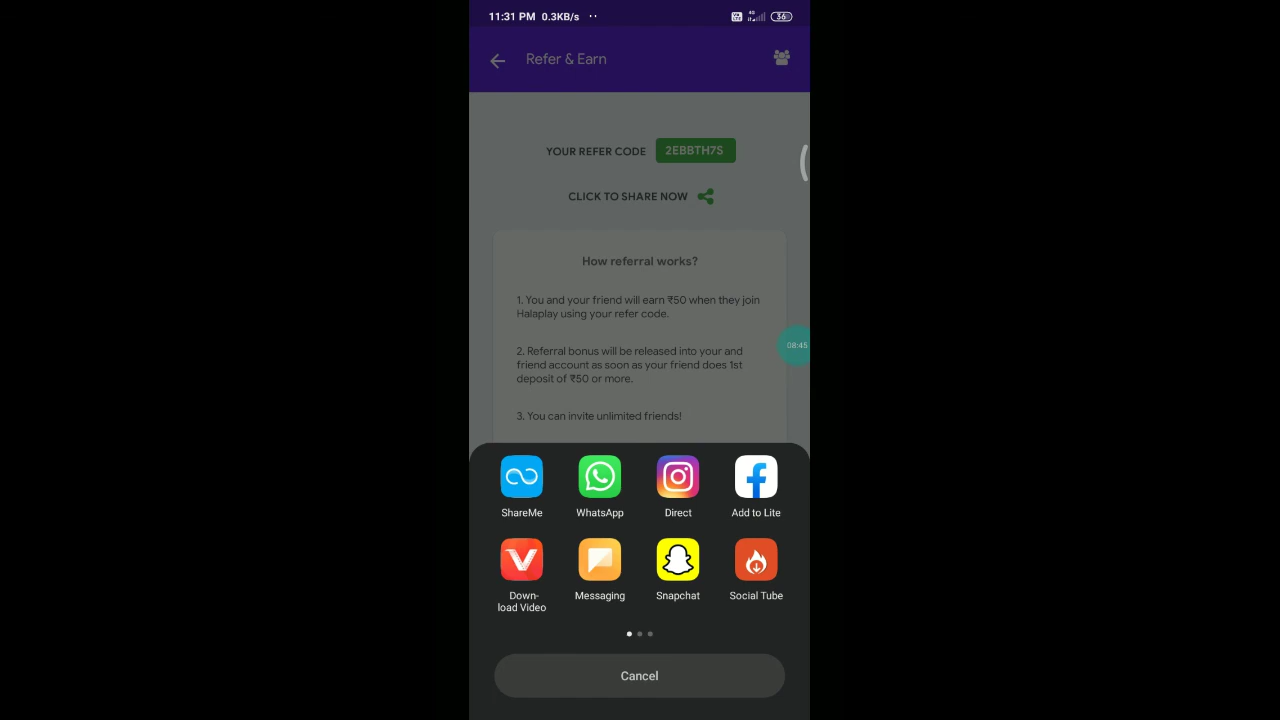 11:31 PM 0.3KB/s ··
4G
36
Refer & Earn
YOUR REFER CODE 2EBBTH7S
CLICK TO SHARE NOW
How referral works?
1. You and your friend will earn ₹50 when they join
Halaplay using your refer code.
2. Referral bonus will be released into your and
friend account as soon as your friend does 1st
deposit of ₹50 or more.
08:45
3. You can invite unlimited friends!
ShareMe WhatsApp Direct Add to Lite
Down-
load Video Messaging Snapchat Social Tube
Cancel